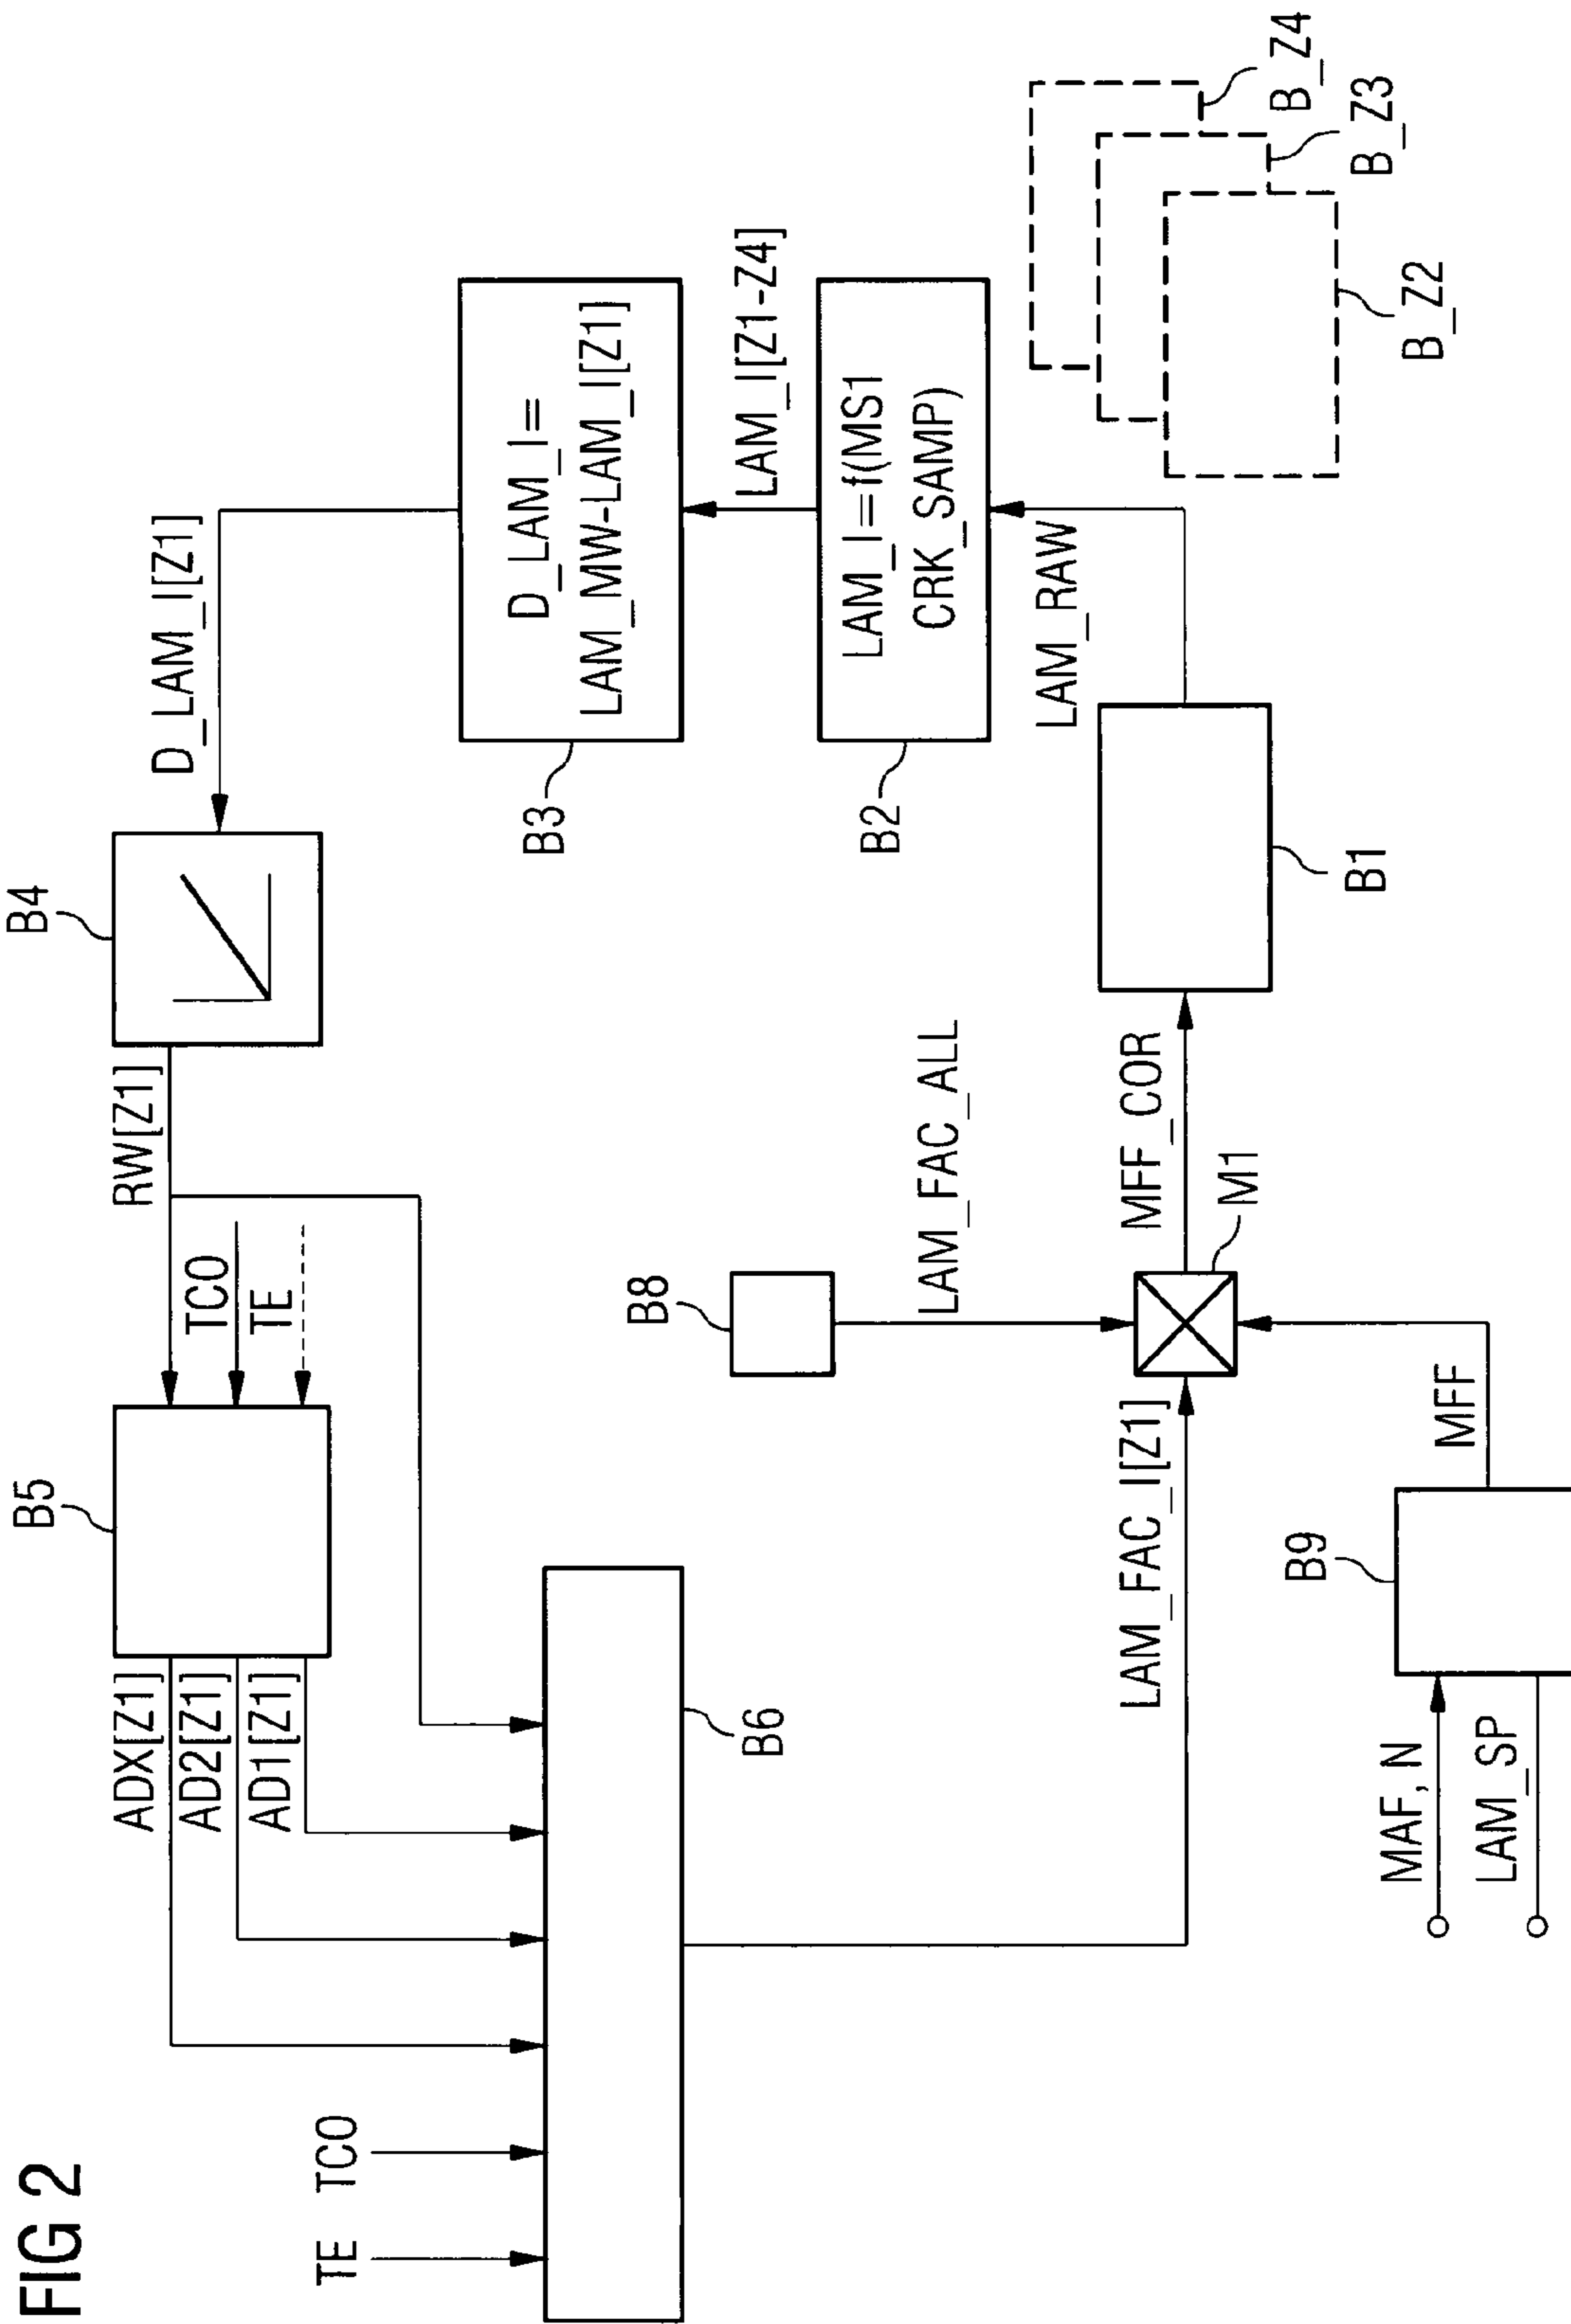 FIG 2
TE
TCO
ADX[Z1]
AD2[Z1]
AD1[Z1]
B5
TCO
TE
RW[Z1]
B4
D_LAM_I[Z1]
B6
B3
D_LAM_I=
LAM_MW-LAM_I[Z1]
LAM_I[Z1-Z4]
B2
LAM_I=f(MS1
CRK_SAMP)
LAM_RAW
B8
LAM_FAC_ALL
LAM_FAC_I[Z1]
MFF_COR
M1
B1
MAF, N
LAM_SP
B9
MFF
B_Z2
B_Z3
B_Z4